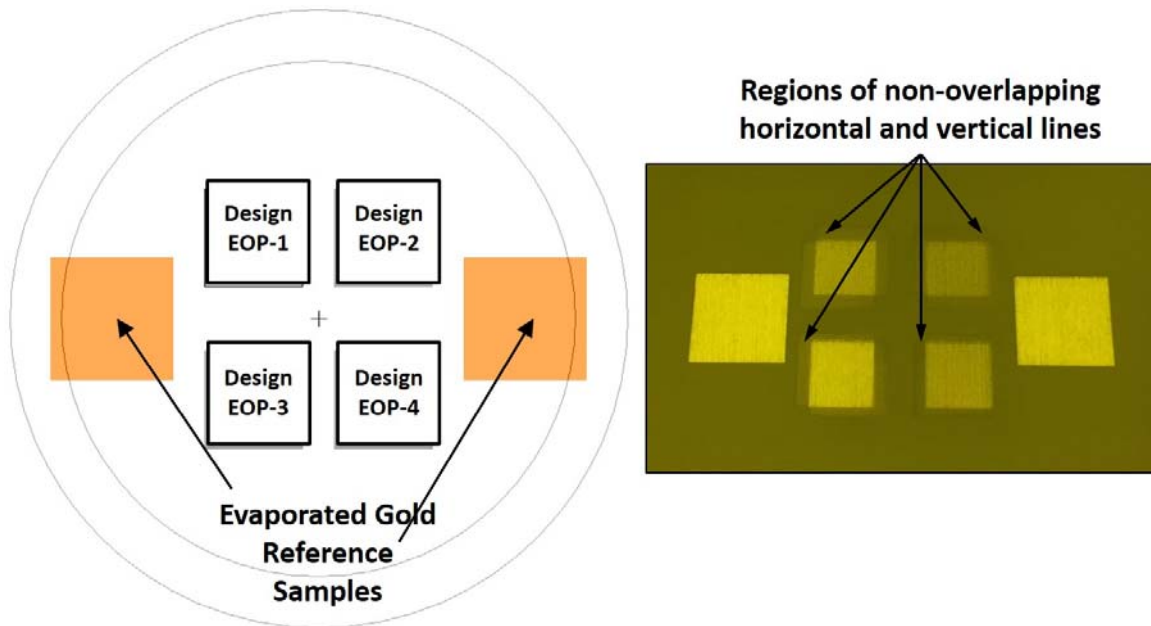 Design
EOP-1
Design
EOP-2
Design
EOP-3
Design
EOP-4
Evaporated Gold
Reference
Samples
Regions of non-overlapping
horizontal and vertical lines